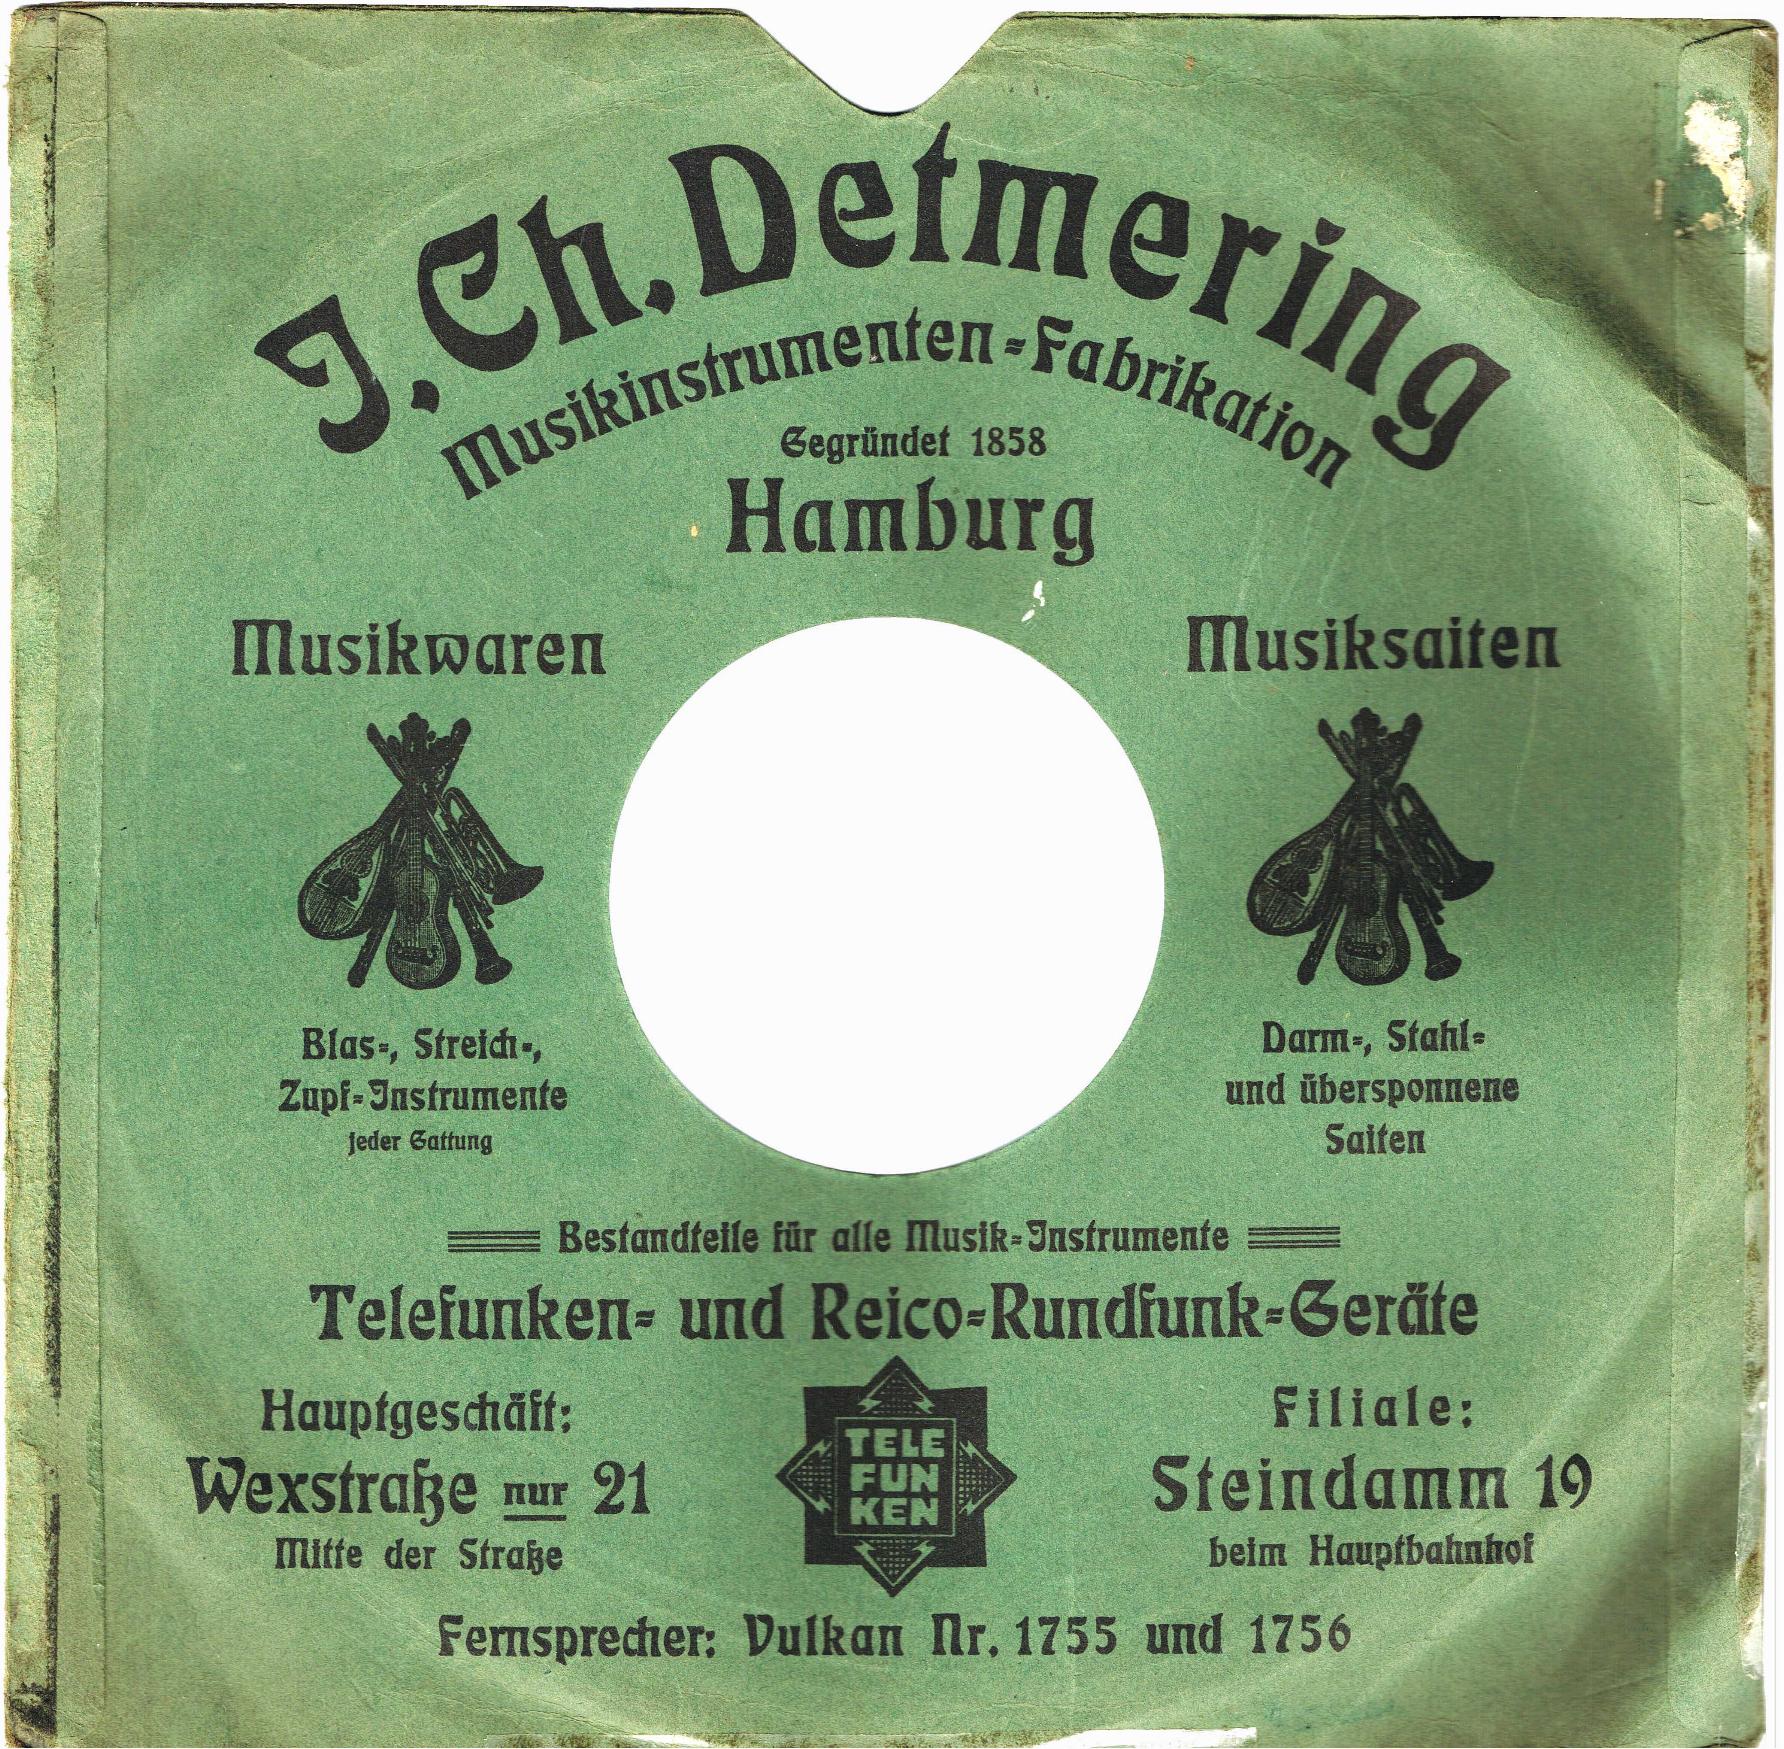 J. Ch. Detmering
Musikinstrumenten-Fabrikation
Gegründet 1858
Hamburg
Musikwaren
Blas-, Streich-,
Zupf-Instrumente
jeder Gattung
Musiksaiten
Darm-, Stahl-
und übersponnene
Saiten
Bestandteile für alle Musik-Instrumente
Telefunken- und Reico-Rundfunk-Geräte
Hauptgeschäft:
Wexstraße nur 21
Mitte der Straße
TELE
FUN
KEN
Filiale:
Steindamm 19
beim Hauptbahnhof
Fernsprecher: Vulkan Nr. 1755 und 1756